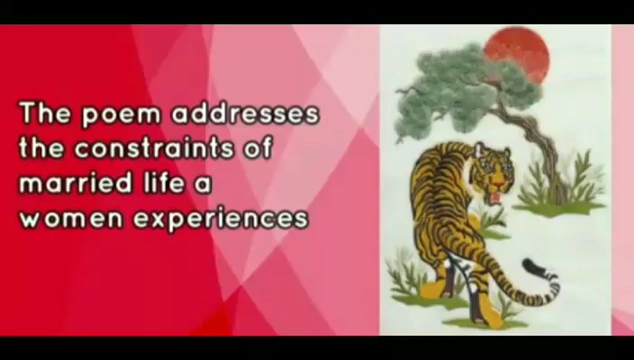 The poem addresses
the constraints of
married life a
women experiences